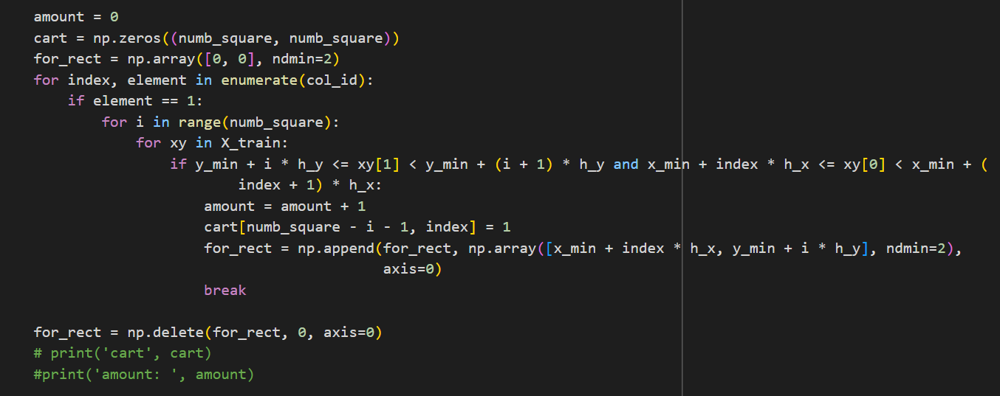 amount = 0
cart = np.zeros((numb_square, numb_square))
for_rect = np.array([0, 0], ndmin=2)
for index, element in enumerate(col_id):
    if element == 1:
        for i in range(numb_square):
            for xy in X_train:
                if y_min + i * h_y <= xy[1] < y_min + (i + 1) * h_y and x_min + index * h_x <= xy[0] < x_min + (
                        index + 1) * h_x:
                    amount = amount + 1
                    cart[numb_square - i - 1, index] = 1
                    for_rect = np.append(for_rect, np.array([x_min + index * h_x, y_min + i * h_y], ndmin=2),
                                         axis=0)
                    break

for_rect = np.delete(for_rect, 0, axis=0)
# print('cart', cart)
#print('amount: ', amount)